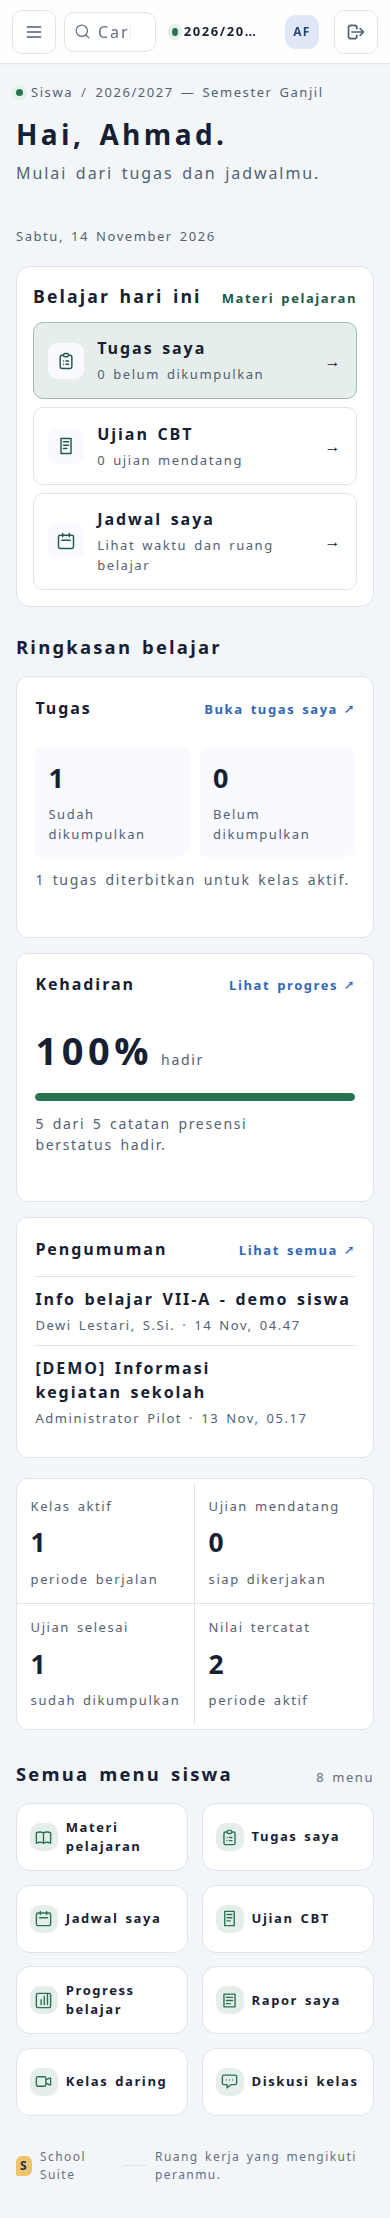 Car
2026/20...
AF
Siswa / 2026/2027 — Semester Ganjil
Hai, Ahmad.
Mulai dari tugas dan jadwalmu.
Sabtu, 14 November 2026
Belajar hari ini
Materi pelajaran
Tugas saya
0 belum dikumpulkan
→
Ujian CBT
0 ujian mendatang
→
Jadwal saya
Lihat waktu dan ruang
belajar
→
Ringkasan belajar
Tugas
Buka tugas saya ↗
1
Sudah
dikumpulkan
0
Belum
dikumpulkan
1 tugas diterbitkan untuk kelas aktif.
Kehadiran
Lihat progres ↗
100% hadir
5 dari 5 catatan presensi
berstatus hadir.
Pengumuman
Lihat semua ↗
Info belajar VII-A - demo siswa
Dewi Lestari, S.Si. · 14 Nov, 04.47
[DEMO] Informasi
kegiatan sekolah
Administrator Pilot · 13 Nov, 05.17
Kelas aktif
1
periode berjalan
Ujian mendatang
0
siap dikerjakan
Ujian selesai
1
sudah dikumpulkan
Nilai tercatat
2
periode aktif
Semua menu siswa
8 menu
Materi
pelajaran
Tugas saya
Jadwal saya
Ujian CBT
Progress
belajar
Rapor saya
Kelas daring
Diskusi kelas
S
School
Suite
Ruang kerja yang mengikuti
peranmu.